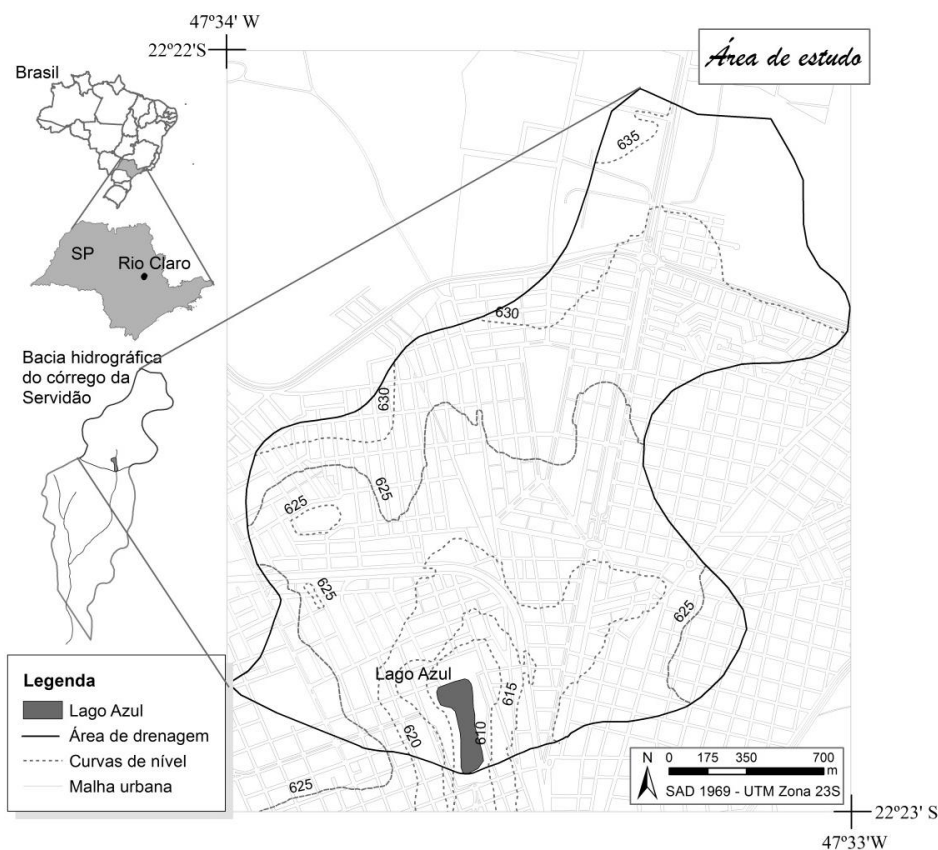 47º34' W
22º22'S
Área de estudo
Brasil
SP
Rio Claro
Bacia hidrográfica
do córrego da
Servidão
635
630
630
625
625
625
625
Lago Azul
615
610
620
625
Legenda
Lago Azul
Área de drenagem
Curvas de nível
Malha urbana
N
0 175 350 700
m
SAD 1969 - UTM Zona 23S
22º23' S
47º33'W